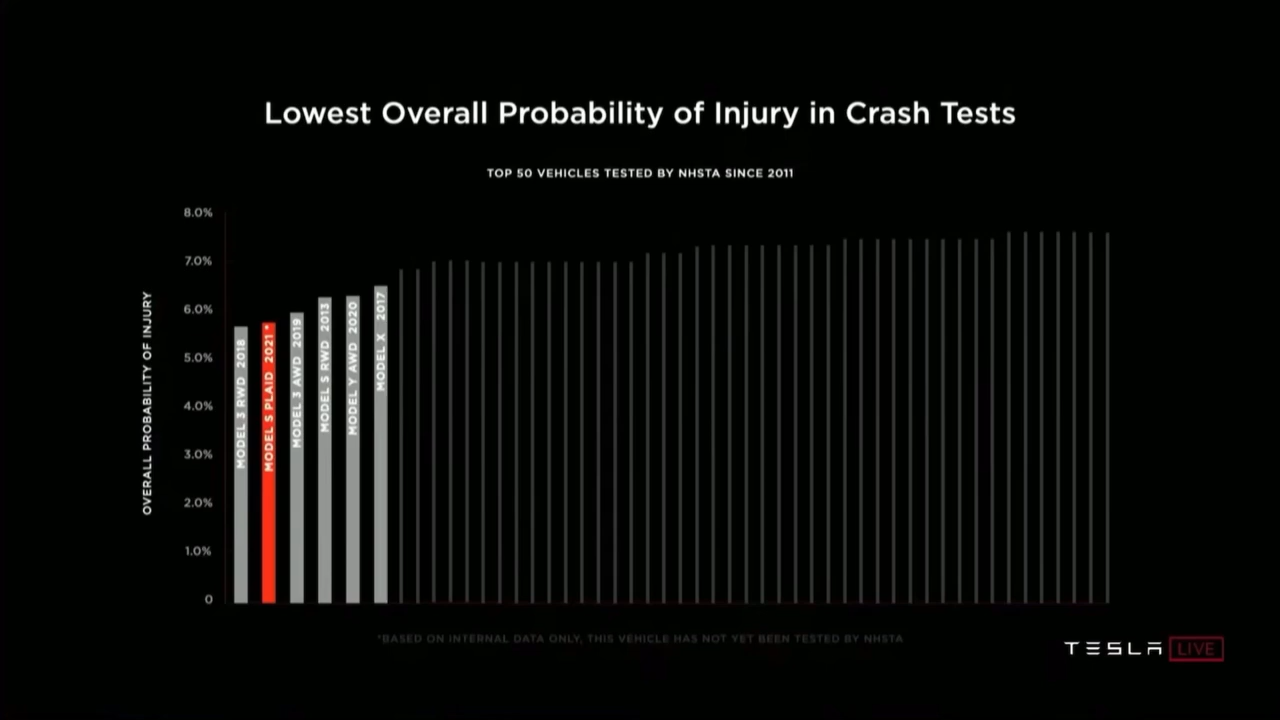 Lowest Overall Probability of Injury in Crash Tests
TOP 50 VEHICLES TESTED BY NHSTA SINCE 2011
OVERALL PROBABILITY OF INJURY
8.0%
7.0%
6.0%
5.0%
4.0%
3.0%
2.0%
1.0%
0
MODEL 3 RWD 2018
MODEL S PLAID 2021 *
MODEL 3 AWD 2019
MODEL S RWD 2013
MODEL Y AWD 2020
MODEL X 2017
*BASED ON INTERNAL DATA ONLY, THIS VEHICLE HAS NOT YET BEEN TESTED BY NHSTA
TESLA LIVE